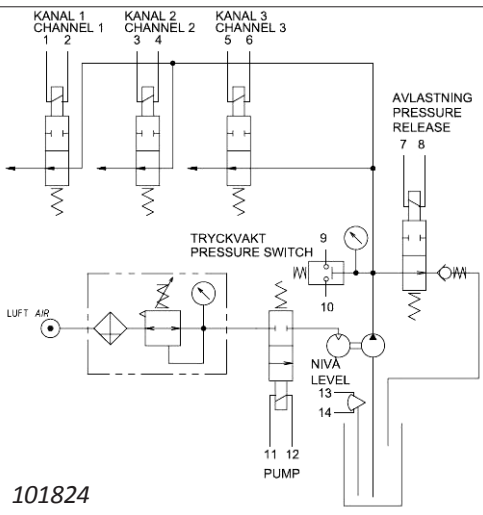 KANAL 1
CHANNEL 1
1 2
KANAL 2
CHANNEL 2
3 4
KANAL 3
CHANNEL 3
5 6
AVLASTNING
PRESSURE
RELEASE
7 8
TRYCKVAKT
PRESSURE SWITCH
9
10
LUFT AIR
NIVÅ
LEVEL
13
14
11 12
PUMP
101824